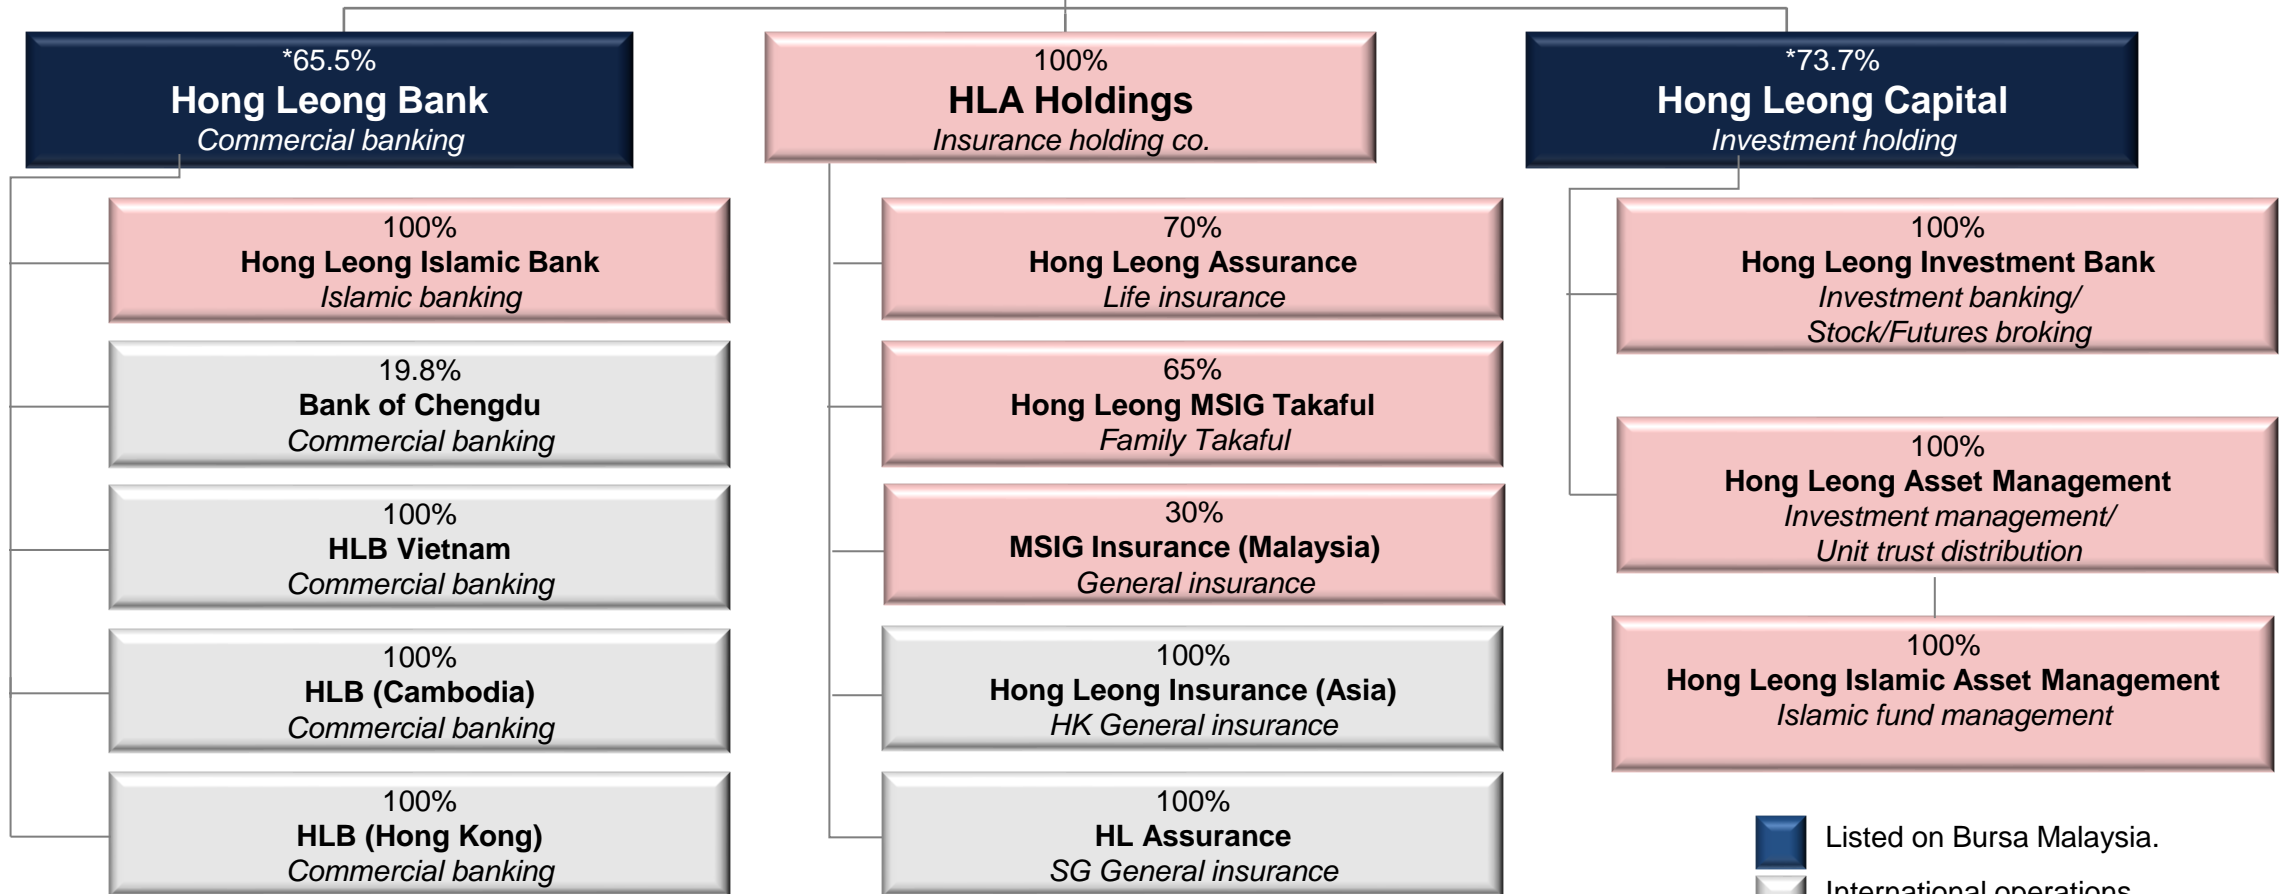 *65.5%
Hong Leong Bank
Commercial banking
100%
Hong Leong Islamic Bank
Islamic banking
19.8%
Bank of Chengdu
Commercial banking
100%
HLB Vietnam
Commercial banking
100%
HLB (Cambodia)
Commercial banking
100%
HLB (Hong Kong)
Commercial banking
100%
HLA Holdings
Insurance holding co.
70%
Hong Leong Assurance
Life insurance
65%
Hong Leong MSIG Takaful
Family Takaful
30%
MSIG Insurance (Malaysia)
General insurance
100%
Hong Leong Insurance (Asia)
HK General insurance
100%
HL Assurance
SG General insurance
*73.7%
Hong Leong Capital
Investment holding
100%
Hong Leong Investment Bank
Investment banking/
Stock/Futures broking
100%
Hong Leong Asset Management
Investment management/
Unit trust distribution
100%
Hong Leong Islamic Asset Management
Islamic fund management
Listed on Bursa Malaysia.
International operations